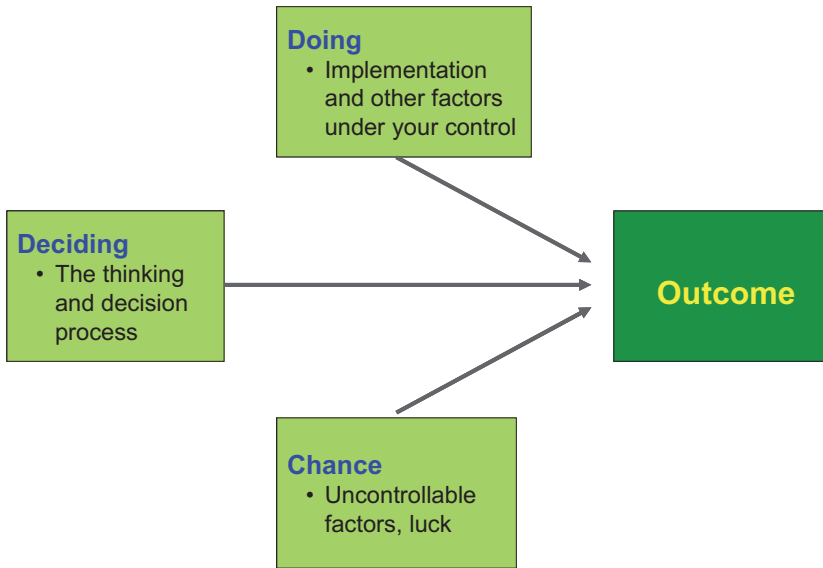 Doing
• Implementation
and other factors
under your control
Deciding
• The thinking
and decision
process
Outcome
Chance
• Uncontrollable
factors, luck